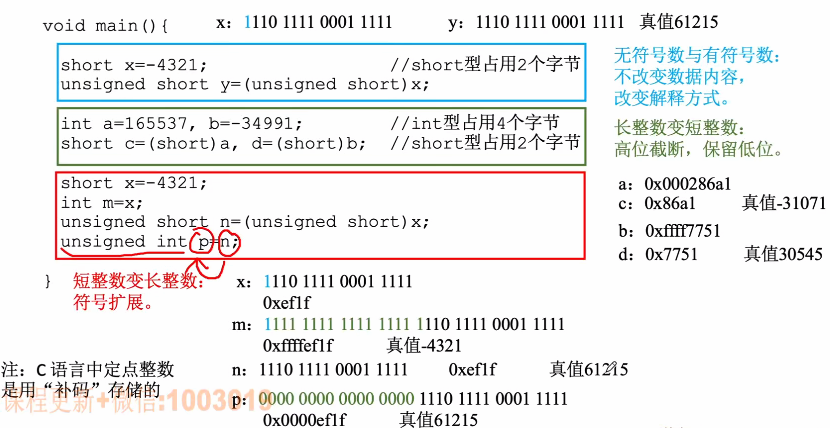 void main(){ x：1110 1111 0001 1111 y：1110 1111 0001 1111 真值61215
short x=-4321; //short型占用2个字节
unsigned short y=(unsigned short)x;
无符号数与有符号数：
不改变数据内容，
改变解释方式。
int a=165537, b=-34991; //int型占用4个字节
short c=(short)a, d=(short)b; //short型占用2个字节
长整数变短整数：
高位截断，保留低位。
short x=-4321;
int m=x;
unsigned short n=(unsigned short)x;
unsigned int p=n;
a：0x000286a1
c：0x86a1 真值-31071
b：0xffff7751
d：0x7751 真值30545
} 短整数变长整数：
符号扩展。
x：1110 1111 0001 1111
0xef1f
m：1111 1111 1111 1111 1110 1111 0001 1111
0xffffef1f 真值-4321
注：C 语言中定点整数
是用“补码”存储的
n：1110 1111 0001 1111 0xef1f 真值61215
p：0000 0000 0000 0000 1110 1111 0001 1111
0x0000ef1f 真值61215
课程更新+微信:1003013